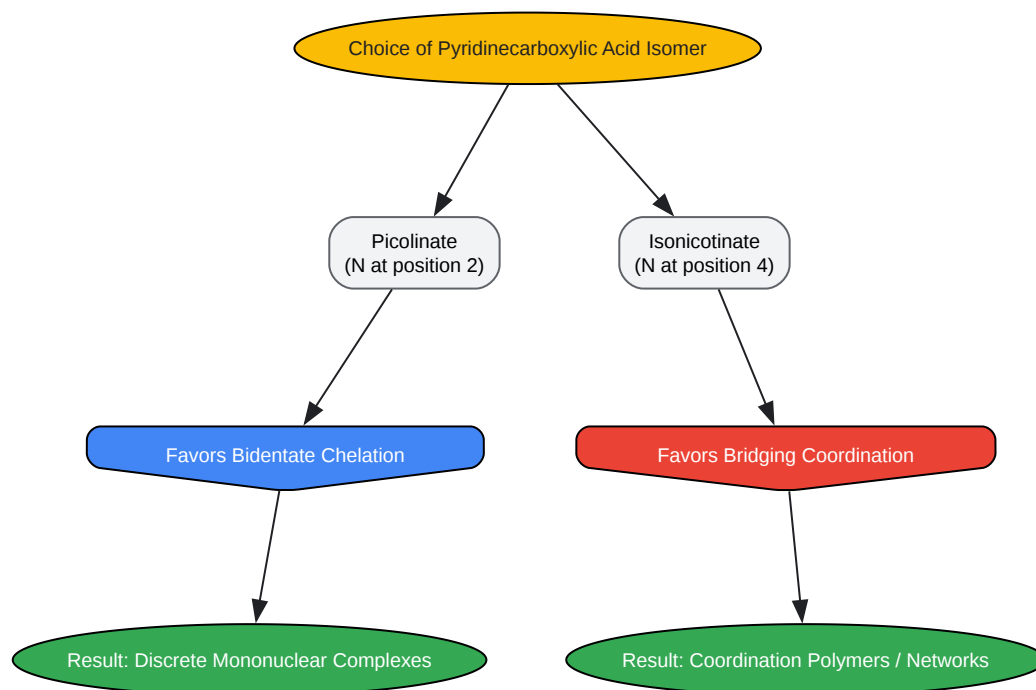 Choice of Pyridinecarboxylic Acid Isomer
Picolinate
(N at position 2)
Isonicotinate
(N at position 4)
Favors Bidentate Chelation
Favors Bridging Coordination
Result: Discrete Mononuclear Complexes
Result: Coordination Polymers / Networks